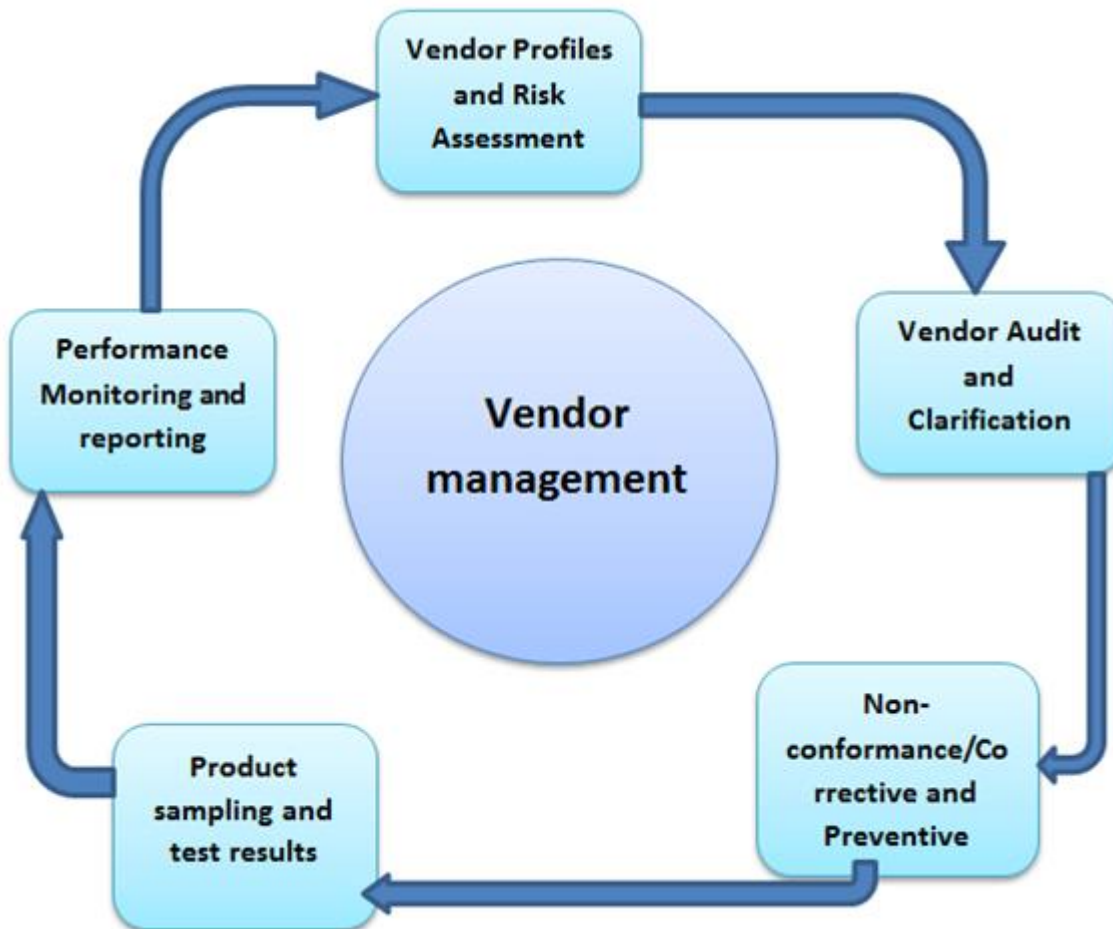 Vendor Profiles
and Risk
Assessment
Vendor Audit
and
Clarification
Non-
conformance/Co
rrective and
Preventive
Product
sampling and
test results
Performance
Monitoring and
reporting
Vendor
management